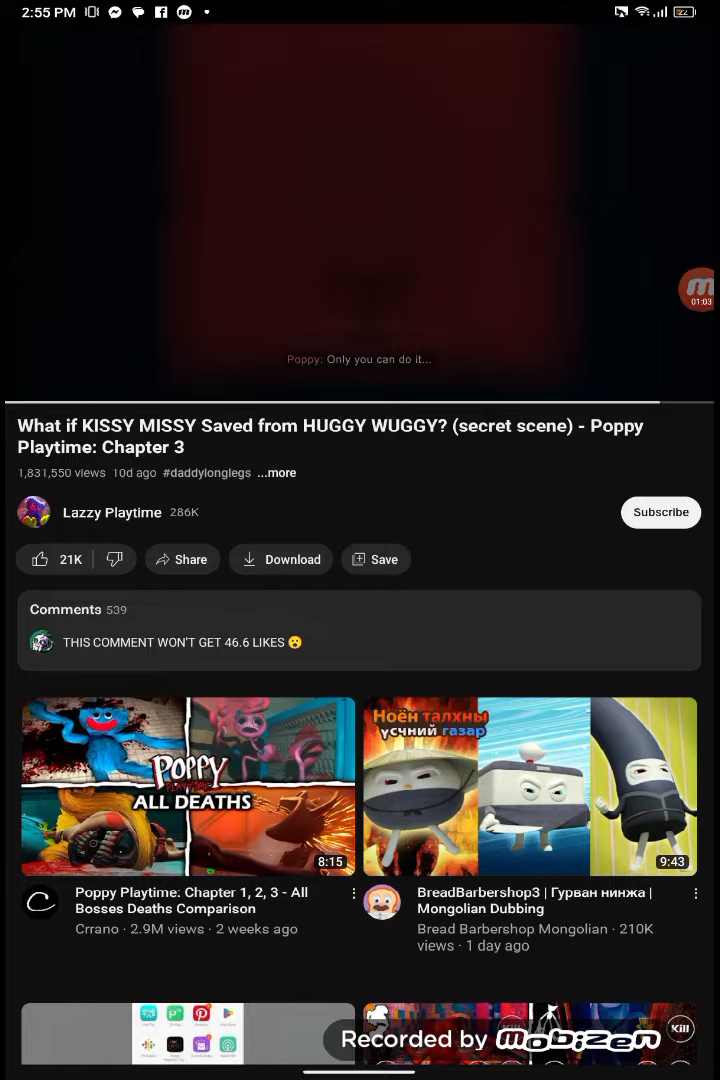 2:55 PM
22
01:03
Poppy: Only you can do it...
What if KISSY MISSY Saved from HUGGY WUGGY? (secret scene) - Poppy
Playtime: Chapter 3
1,831,550 views 10d ago #daddylonglegs ...more
Lazzy Playtime 286K
Subscribe
21K
Share
Download
Save
Comments 539
THIS COMMENT WON'T GET 46.6 LIKES 😮
POPPY
PLAYTIME
ALL DEATHS
8:15
Ноён талхны
үсчний газар
9:43
Poppy Playtime: Chapter 1, 2, 3 - All
Bosses Deaths Comparison
Crrano · 2.9M views · 2 weeks ago
BreadBarbershop3 | Гурван нинжа |
Mongolian Dubbing
Bread Barbershop Mongolian · 210K
views · 1 day ago
Kill
Recorded by mobizen